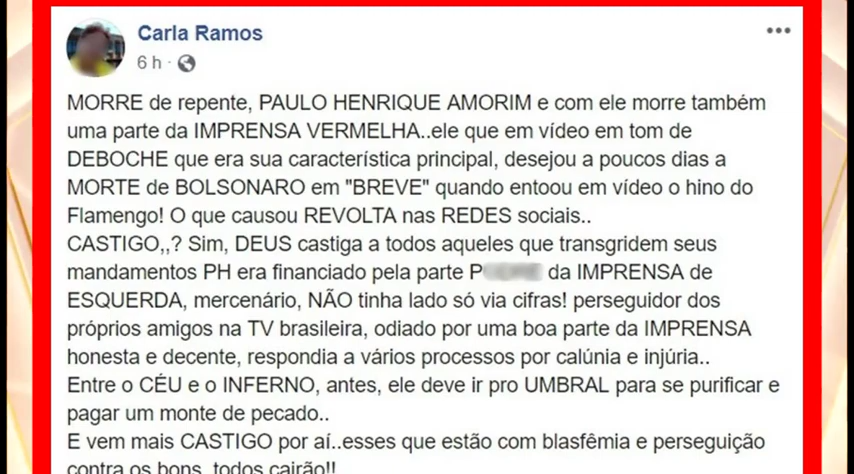 Carla Ramos
6 h ·
MORRE de repente, PAULO HENRIQUE AMORIM e com ele morre também
uma parte da IMPRENSA VERMELHA..ele que em vídeo em tom de
DEBOCHE que era sua característica principal, desejou a poucos dias a
MORTE de BOLSONARO em "BREVE" quando entoou em vídeo o hino do
Flamengo! O que causou REVOLTA nas REDES sociais..
CASTIGO,,? Sim, DEUS castiga a todos aqueles que transgridem seus
mandamentos PH era financiado pela parte P da IMPRENSA de
ESQUERDA, mercenário, NÃO tinha lado só via cifras! perseguidor dos
próprios amigos na TV brasileira, odiado por uma boa parte da IMPRENSA
honesta e decente, respondia a vários processos por calúnia e injúria..
Entre o CÉU e o INFERNO, antes, ele deve ir pro UMBRAL para se purificar e
pagar um monte de pecado..
E vem mais CASTIGO por aí..esses que estão com blasfêmia e perseguição
contra os bons, todos cairão!!